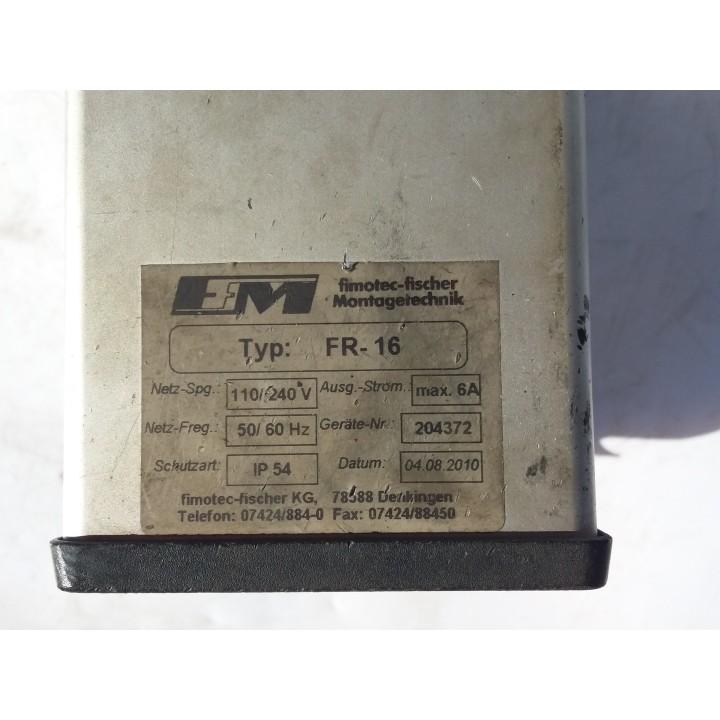 FM fimotec-fischer
Montagetechnik
Typ: FR-16
Netz-Spg.: 110/240 V Ausg.-Strom.: max. 6A
Netz-Freg.: 50/ 60 Hz Geräte-Nr.: 204372
Schutzart: IP 54 Datum: 04.08.2010
fimotec-fischer KG, 78588 Denkingen
Telefon: 07424/884-0 Fax: 07424/88450